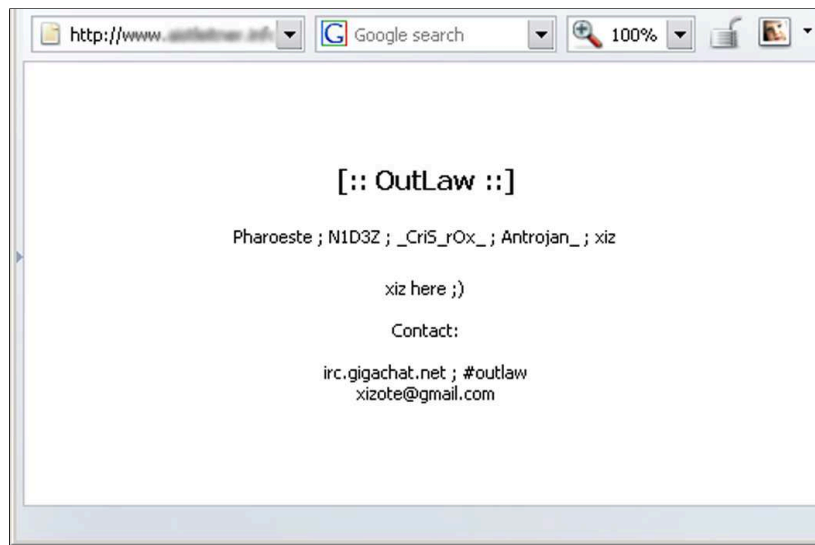 http://www.
Google search
100%
[:: OutLaw ::]
Pharoeste ; N1D3Z ; _CriS_rOx_ ; Antrojan_ ; xiz
xiz here ;)
Contact:
irc.gigachat.net ; #outlaw
xizote@gmail.com